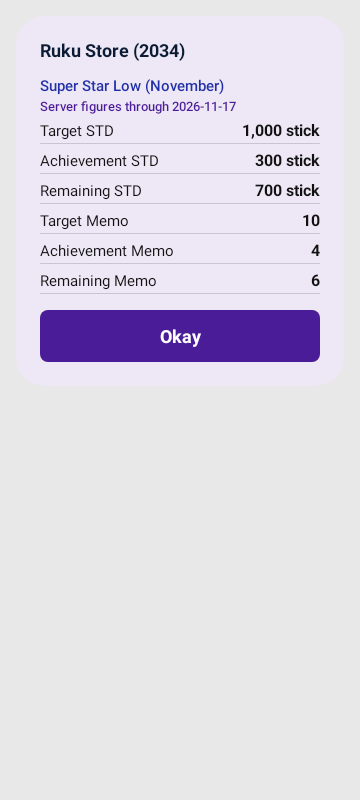 Ruku Store (2034)
Super Star Low (November)
Server figures through 2026-11-17
Target STD 1,000 stick
Achievement STD 300 stick
Remaining STD 700 stick
Target Memo 10
Achievement Memo 4
Remaining Memo 6
Okay